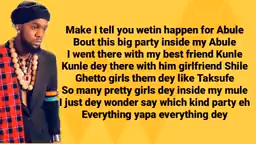 Make I tell you wetin happen for Abule
Bout this big party inside my Abule
I went there with my best friend Kunle
Kunle dey there with him girlfriend Shile
Ghetto girls them dey like Taksufe
So many pretty girls dey inside my mule
I just dey wonder say which kind party eh
Everything yapa everything dey